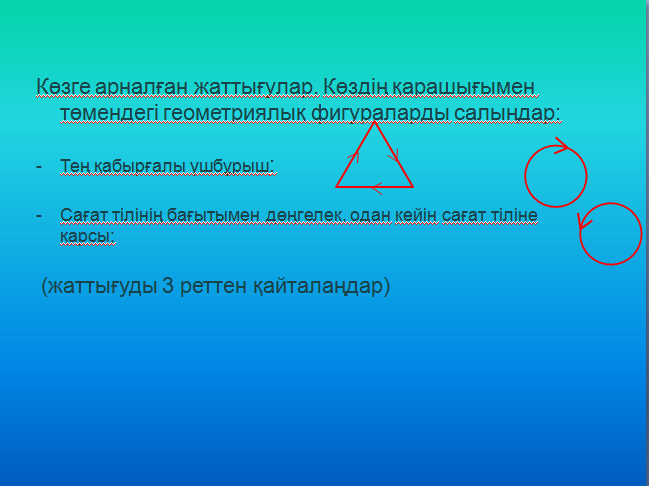 Көзге арналған жаттығулар. Көздің қарашығымен
төмендегі геометриялық фигураларды салыңдар:
- Тең қабырғалы үшбұрыш:
- Сағат тілінің бағытымен дөңгелек, одан кейін сағат тіліне
қарсы:
(жаттығуды 3 реттен қайталаңдар)